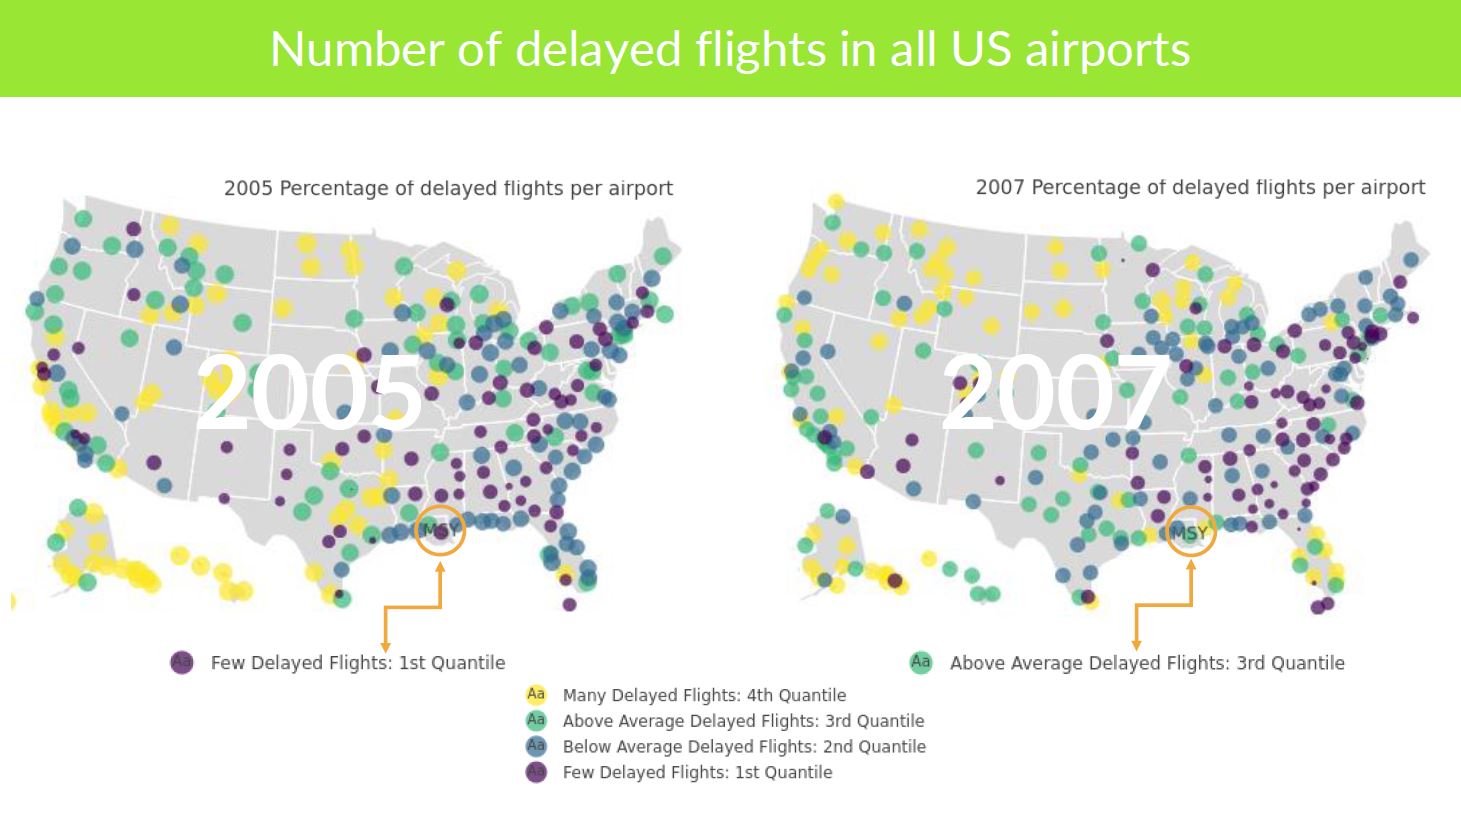 Number of delayed flights in all US airports
2005 Percentage of delayed flights per airport
2007 Percentage of delayed flights per airport
2005
2007
MSY
MSY
Aa Few Delayed Flights: 1st Quantile
Aa Above Average Delayed Flights: 3rd Quantile
Aa Many Delayed Flights: 4th Quantile
Aa Above Average Delayed Flights: 3rd Quantile
Aa Below Average Delayed Flights: 2nd Quantile
Aa Few Delayed Flights: 1st Quantile